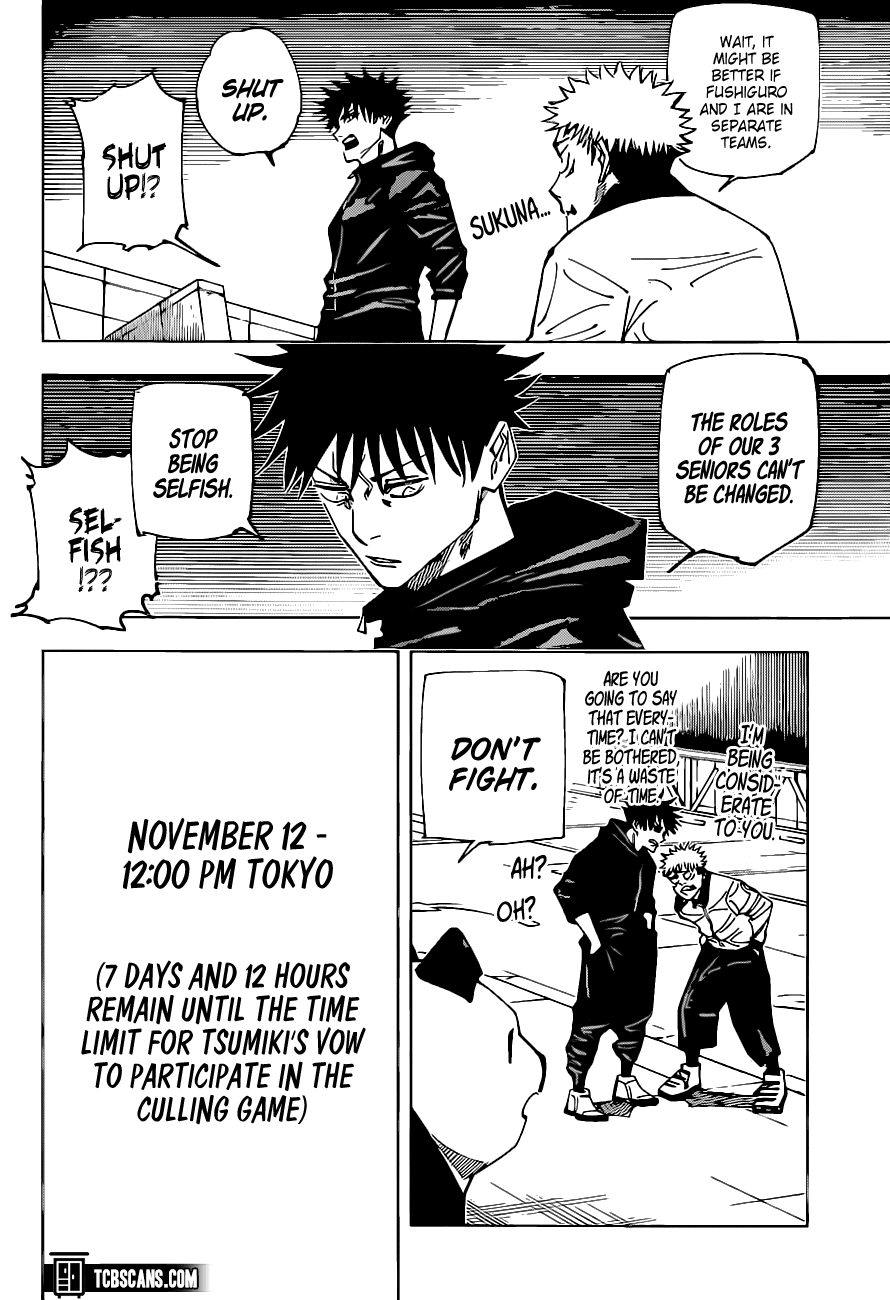 WAIT, IT
MIGHT BE
BETTER IF
FUSHIGURO
AND I ARE IN
SEPARATE
TEAMS.
SUKUNA...
SHUT
UP.
SHUT
UP!?
THE ROLES
OF OUR 3
SENIORS CAN'T
BE CHANGED.
STOP
BEING
SELFISH.
SEL-
FISH
!??
I'M
BEING
CONSID-
ERATE
TO YOU.
ARE YOU
GOING TO SAY
THAT EVERY-
TIME? I CAN'T
BE BOTHERED,
IT'S A WASTE
OF TIME.
DON'T
FIGHT.
AH?
OH?
NOVEMBER 12 -
12:00 PM TOKYO
(7 DAYS AND 12 HOURS
REMAIN UNTIL THE TIME
LIMIT FOR TSUMIKI'S VOW
TO PARTICIPATE IN THE
CULLING GAME)
TCBSCANS.COM